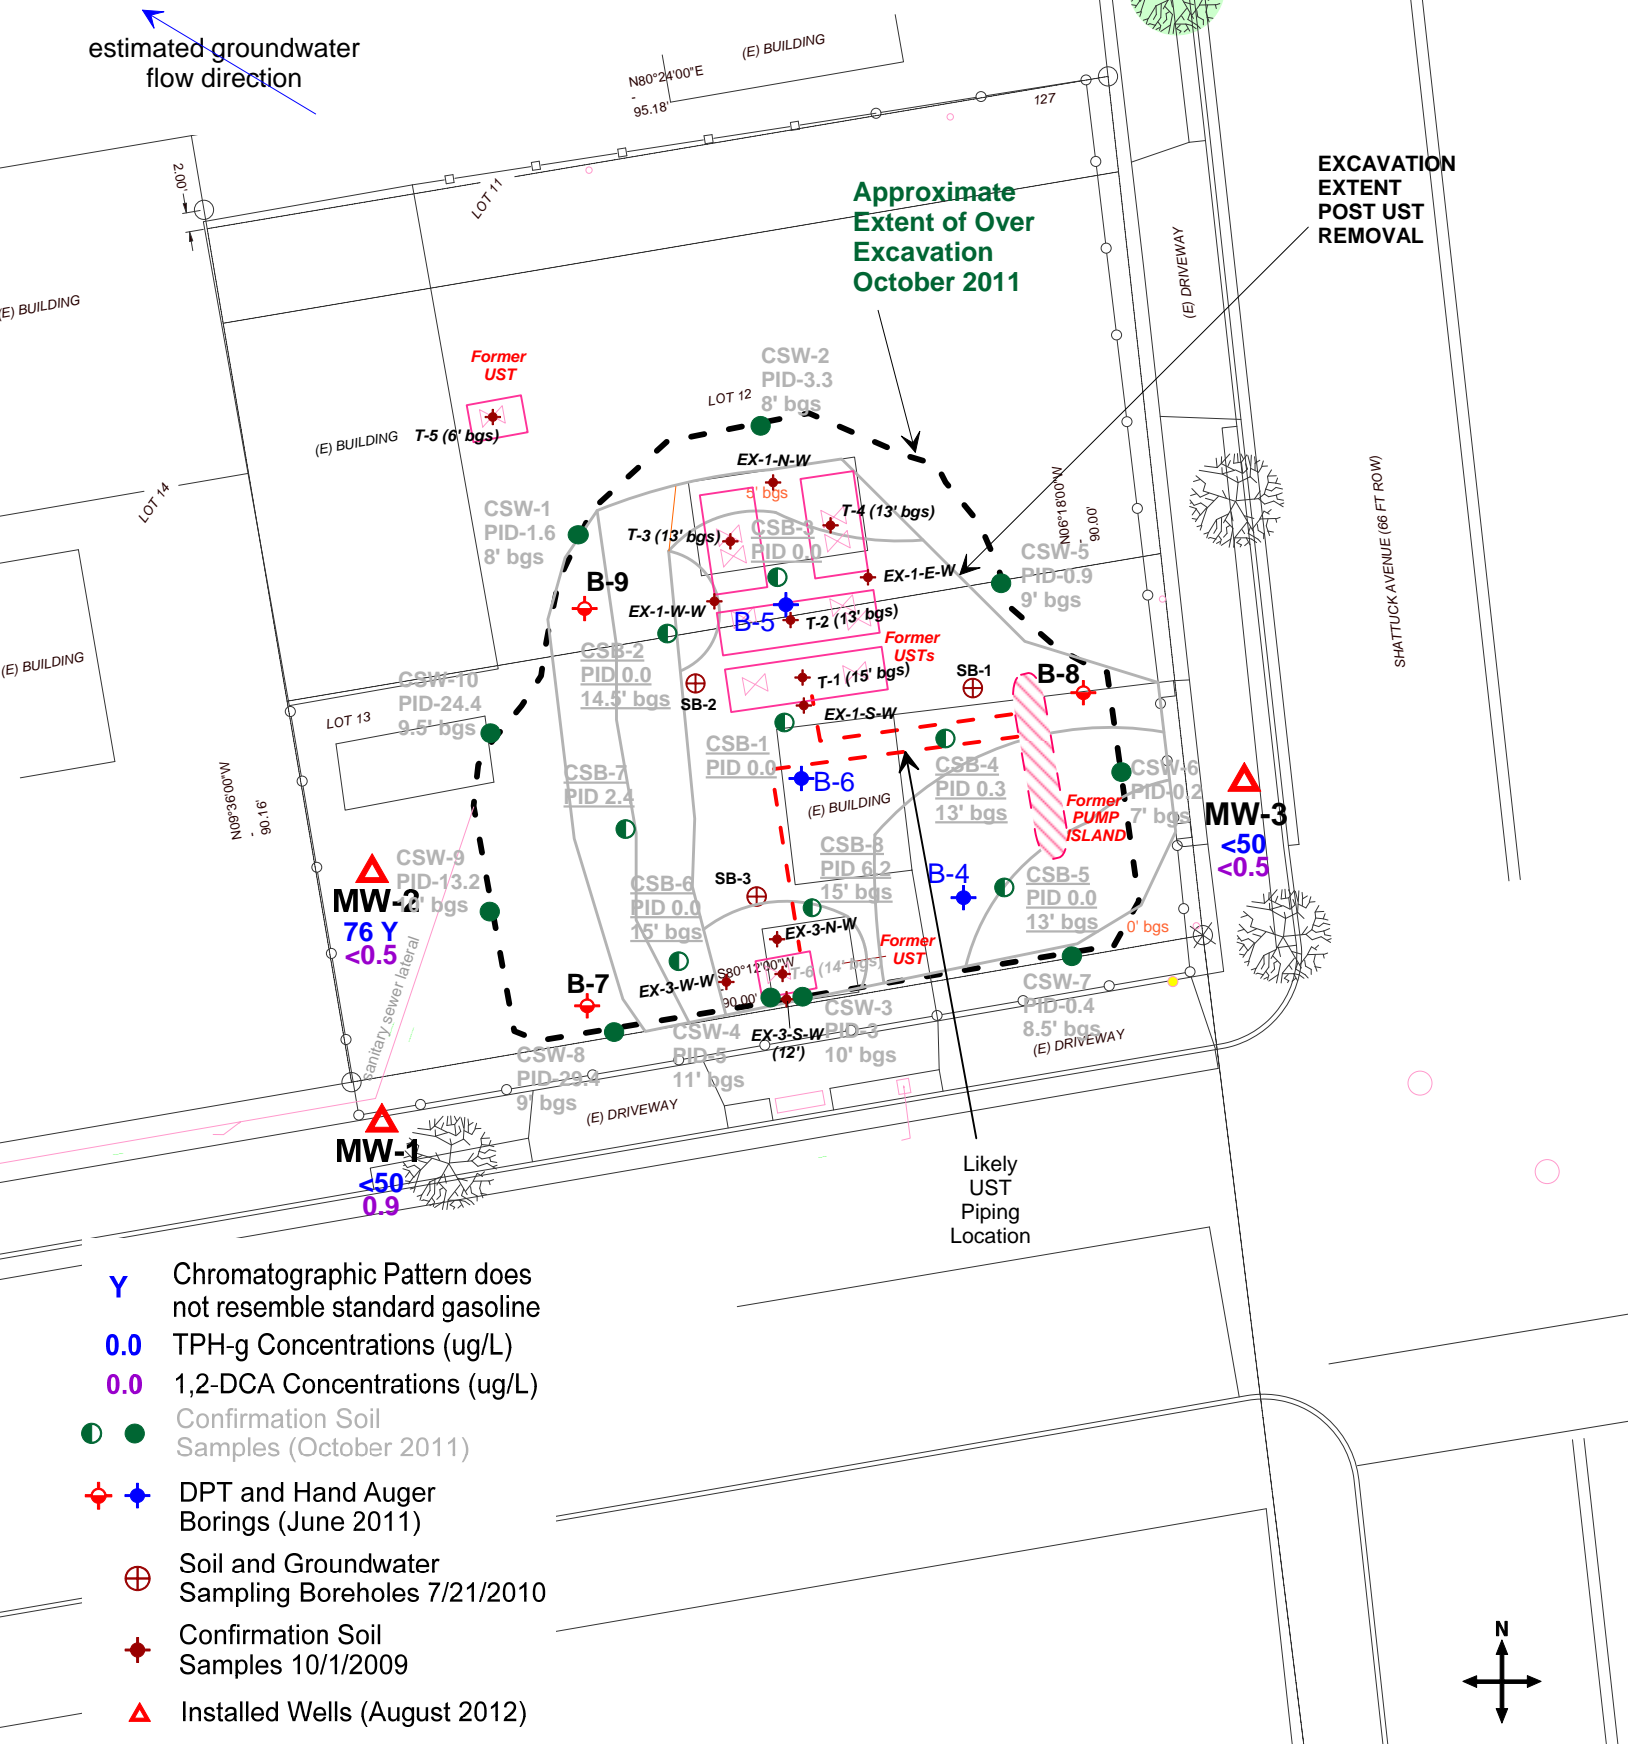 estimated groundwater
flow direction
(E) BUILDING
N80°24'00"E
-
95.18'
127
2.00'
LOT 11
EXCAVATION
EXTENT
POST UST
REMOVAL
Approximate
Extent of Over
Excavation
October 2011
(E) DRIVEWAY
(E) BUILDING
Former
UST
T-5 (6' bgs)
(E) BUILDING
LOT 12
CSW-2
PID-3.3
8' bgs
LOT 14
EX-1-N-W
5' bgs
CSW-1
PID-1.6
8' bgs
T-3 (13' bgs)
T-4 (13' bgs)
CSB-3
PID 0.0
N06°18'00"W
-
90.00'
SHATTUCK AVENUE (66 FT ROW)
CSW-5
PID-0.9
9' bgs
EX-1-E-W
B-9
EX-1-W-W
B-5
T-2 (13' bgs)
Former
USTs
(E) BUILDING
CSB-2
PID 0.0
14.5' bgs
SB-2
T-1 (15' bgs)
SB-1
B-8
CSW-10
PID-24.4
9.5' bgs
LOT 13
EX-1-S-W
CSB-1
PID 0.0
CSB-7
PID 2.4
B-6
(E) BUILDING
CSB-4
PID 0.3
13' bgs
CSW-6
PID-0.2
7' bgs
Former
PUMP
ISLAND
MW-3
<50
<0.5
N09°36'00"W
-
90.16'
CSW-9
PID-13.2
MW-2
76 Y
<0.5
bgs
CSB-8
PID 6.2
15' bgs
SB-3
CSB-6
PID 0.0
15' bgs
B-4
CSB-5
PID 0.0
13' bgs
0' bgs
EX-3-N-W
Former
UST
S80°12'00"W
90.00'
T-6 (14' bgs)
EX-3-W-W
B-7
sanitary sewer lateral
CSW-7
PID-0.4
8.5' bgs
CSW-3
PID-3
10' bgs
CSW-4
PID-5
11' bgs
EX-3-S-W
(12')
CSW-8
PID-29.4
9' bgs
(E) DRIVEWAY
(E) DRIVEWAY
MW-1
<50
0.9
Likely
UST
Piping
Location
Y Chromatographic Pattern does
not resemble standard gasoline
0.0 TPH-g Concentrations (ug/L)
0.0 1,2-DCA Concentrations (ug/L)
Confirmation Soil
Samples (October 2011)
DPT and Hand Auger
Borings (June 2011)
Soil and Groundwater
Sampling Boreholes 7/21/2010
Confirmation Soil
Samples 10/1/2009
Installed Wells (August 2012)
N